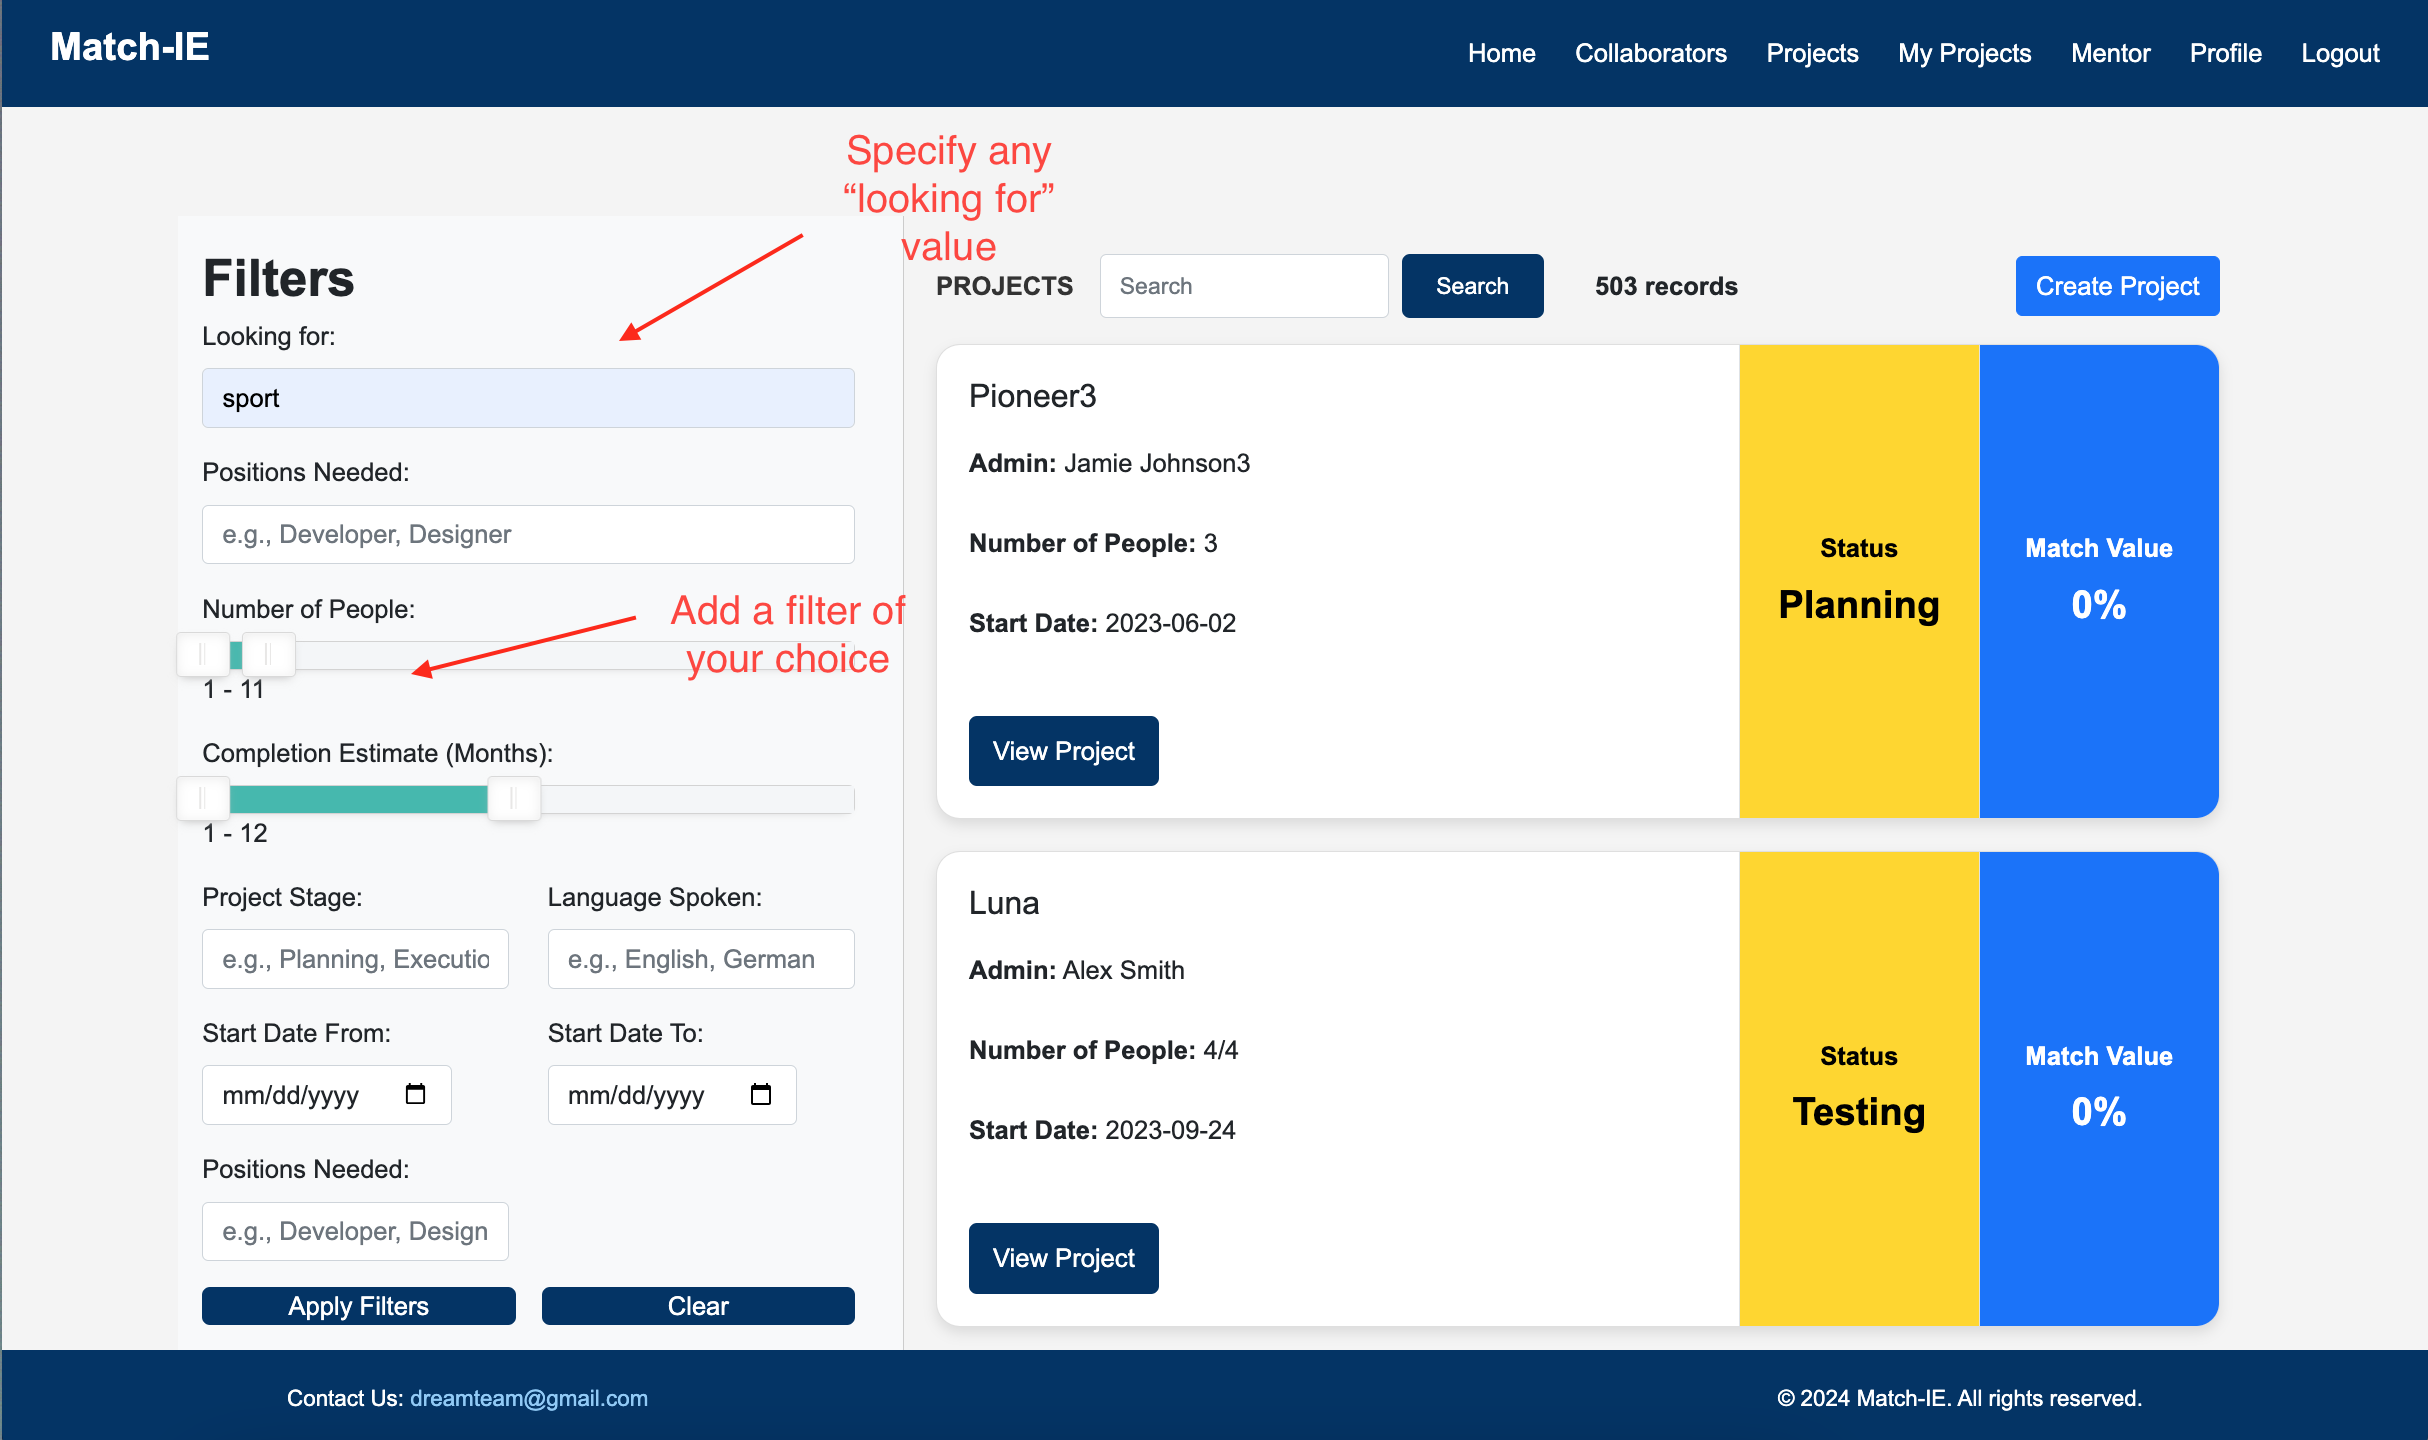 Match-IE
Home
Collaborators
Projects
My Projects
Mentor
Profile
Logout
Specify any
“looking for”
value
Filters
Looking for:
sport
Positions Needed:
e.g., Developer, Designer
Number of People:
Add a filter of
your choice
1 - 11
Completion Estimate (Months):
1 - 12
Project Stage:
Language Spoken:
e.g., Planning, Executio
e.g., English, German
Start Date From:
Start Date To:
mm/dd/yyyy
mm/dd/yyyy
Positions Needed:
e.g., Developer, Design
Apply Filters
Clear
PROJECTS
Search
Search
503 records
Create Project
Pioneer3
Admin: Jamie Johnson3
Number of People: 3
Start Date: 2023-06-02
View Project
Status
Planning
Match Value
0%
Luna
Admin: Alex Smith
Number of People: 4/4
Start Date: 2023-09-24
View Project
Status
Testing
Match Value
0%
Contact Us: dreamteam@gmail.com
© 2024 Match-IE. All rights reserved.